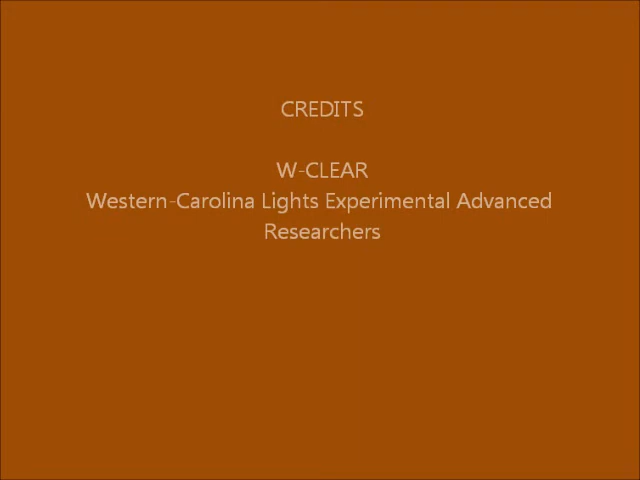 CREDITS
W-CLEAR
Western-Carolina Lights Experimental Advanced
Researchers